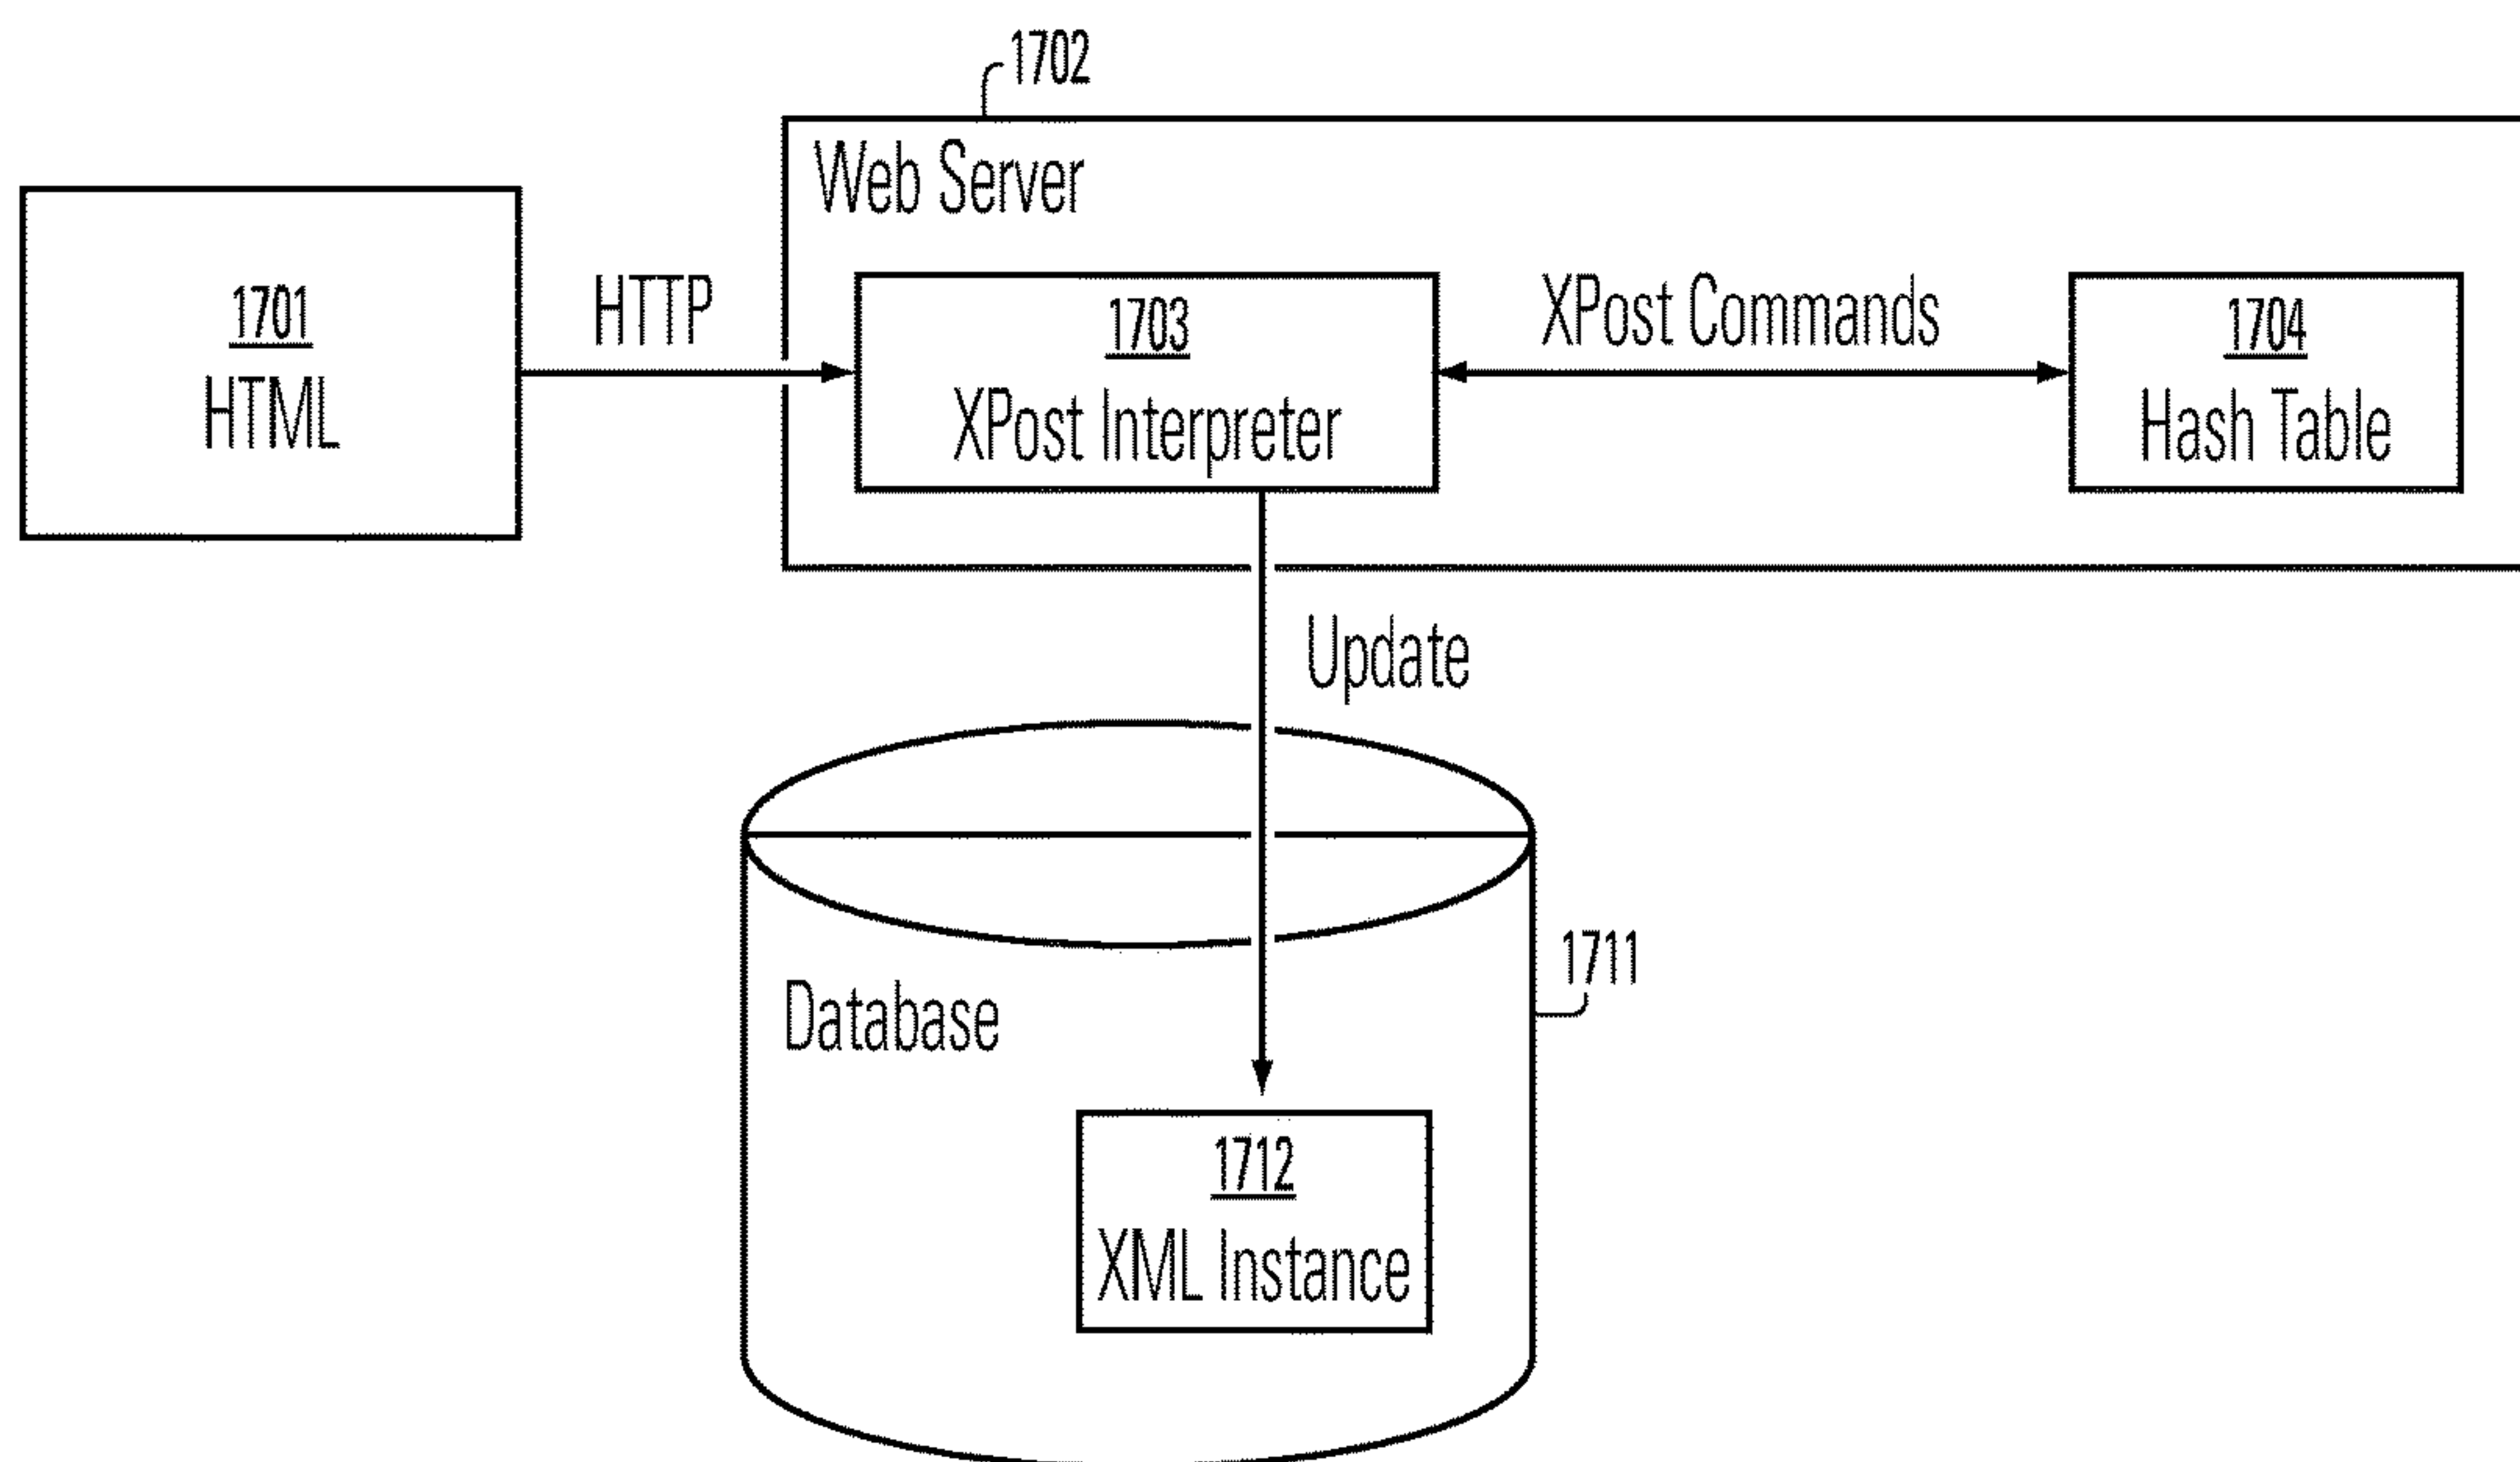 1702
Web Server
1701
HTML
HTTP
1703
XPost Interpreter
XPost Commands
1704
Hash Table
Update
Database
1711
1712
XML Instance